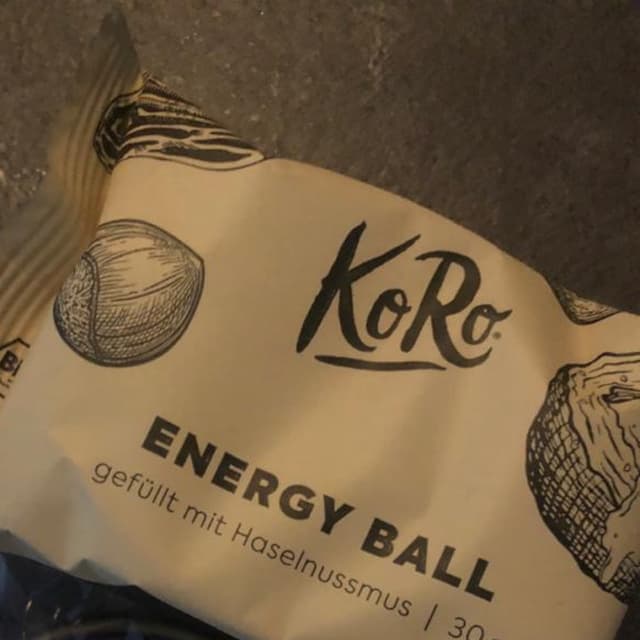 KoRo
ENERGY BALL
gefüllt mit Haselnussmus | 30